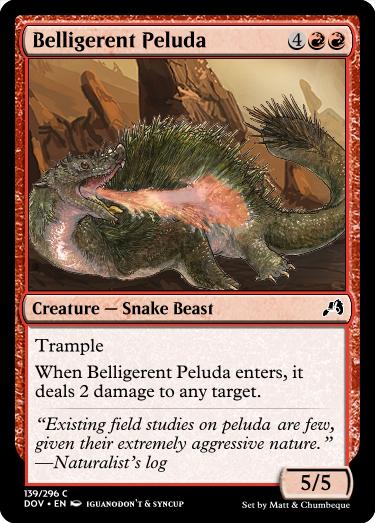 Belligerent Peluda 4
Creature — Snake Beast
Trample
When Belligerent Peluda enters, it
deals 2 damage to any target.
“Existing field studies on peluda are few,
given their extremely aggressive nature.”
—Naturalist’s log
5/5
139/296 C
DOV • EN IGUANODON'T & SYNCUP
Set by Matt & Chumbeque